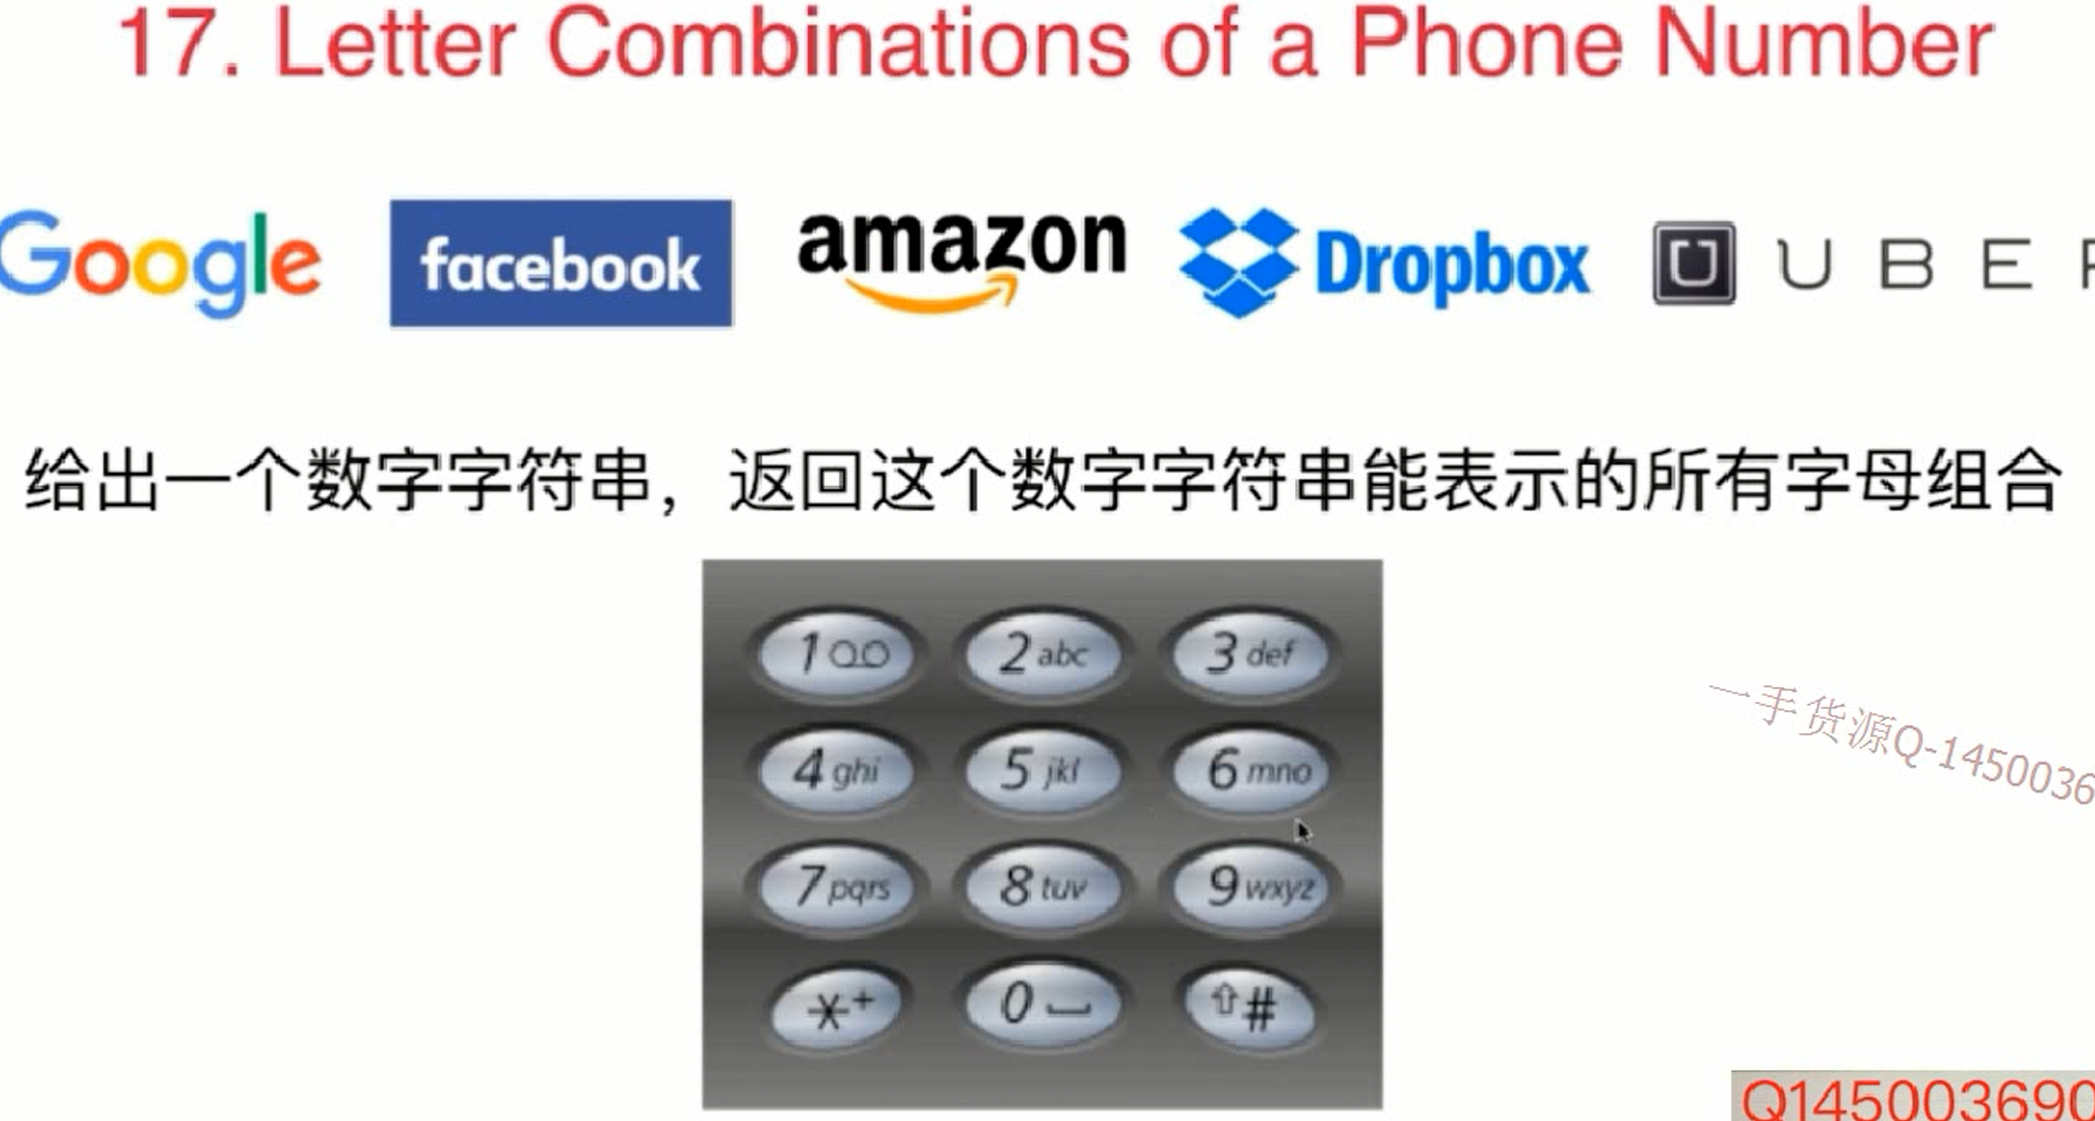 17. Letter Combinations of a Phone Number
Google facebook amazon Dropbox UBER
给出一个数字字符串，返回这个数字字符串能表示的所有字母组合
1 2 abc 3 def
4 ghi 5 jkl 6 mno
7 pqrs 8 tuv 9 wxyz
*+ 0 ⇧#
一手货源Q-1450036
Q145003690